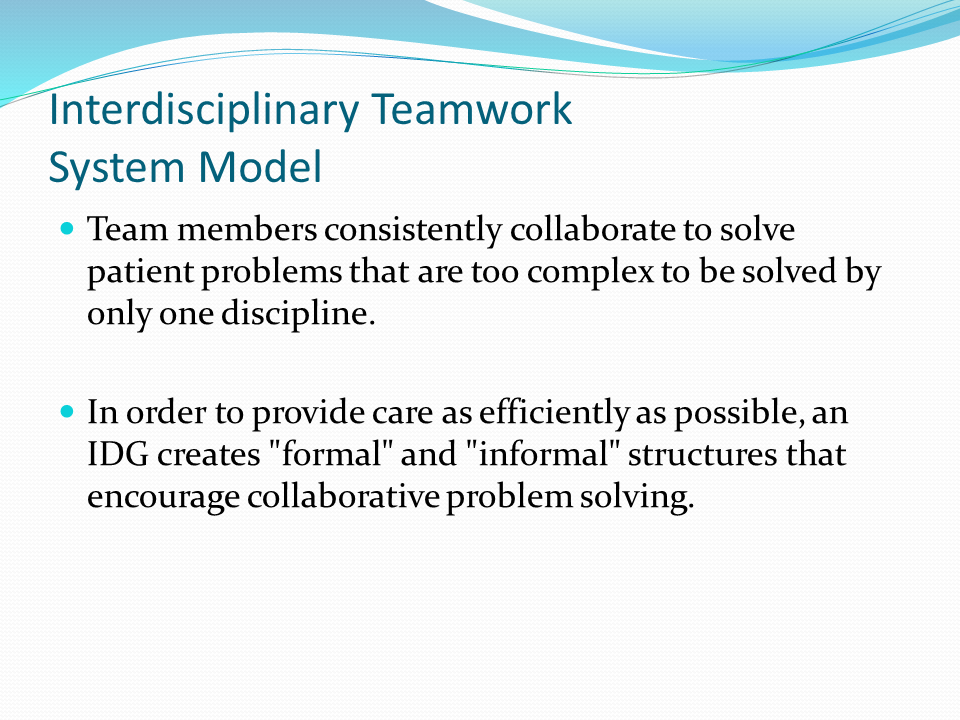 Interdisciplinary Teamwork
System Model
Team members consistently collaborate to solve
patient problems that are too complex to be solved by
only one discipline.
In order to provide care as efficiently as possible, an
IDG creates "formal" and "informal" structures that
encourage collaborative problem solving.